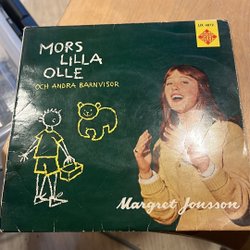 MORS
LILLA
OLLE
OCH ANDRA BARNVISOR
Margret Jonsson